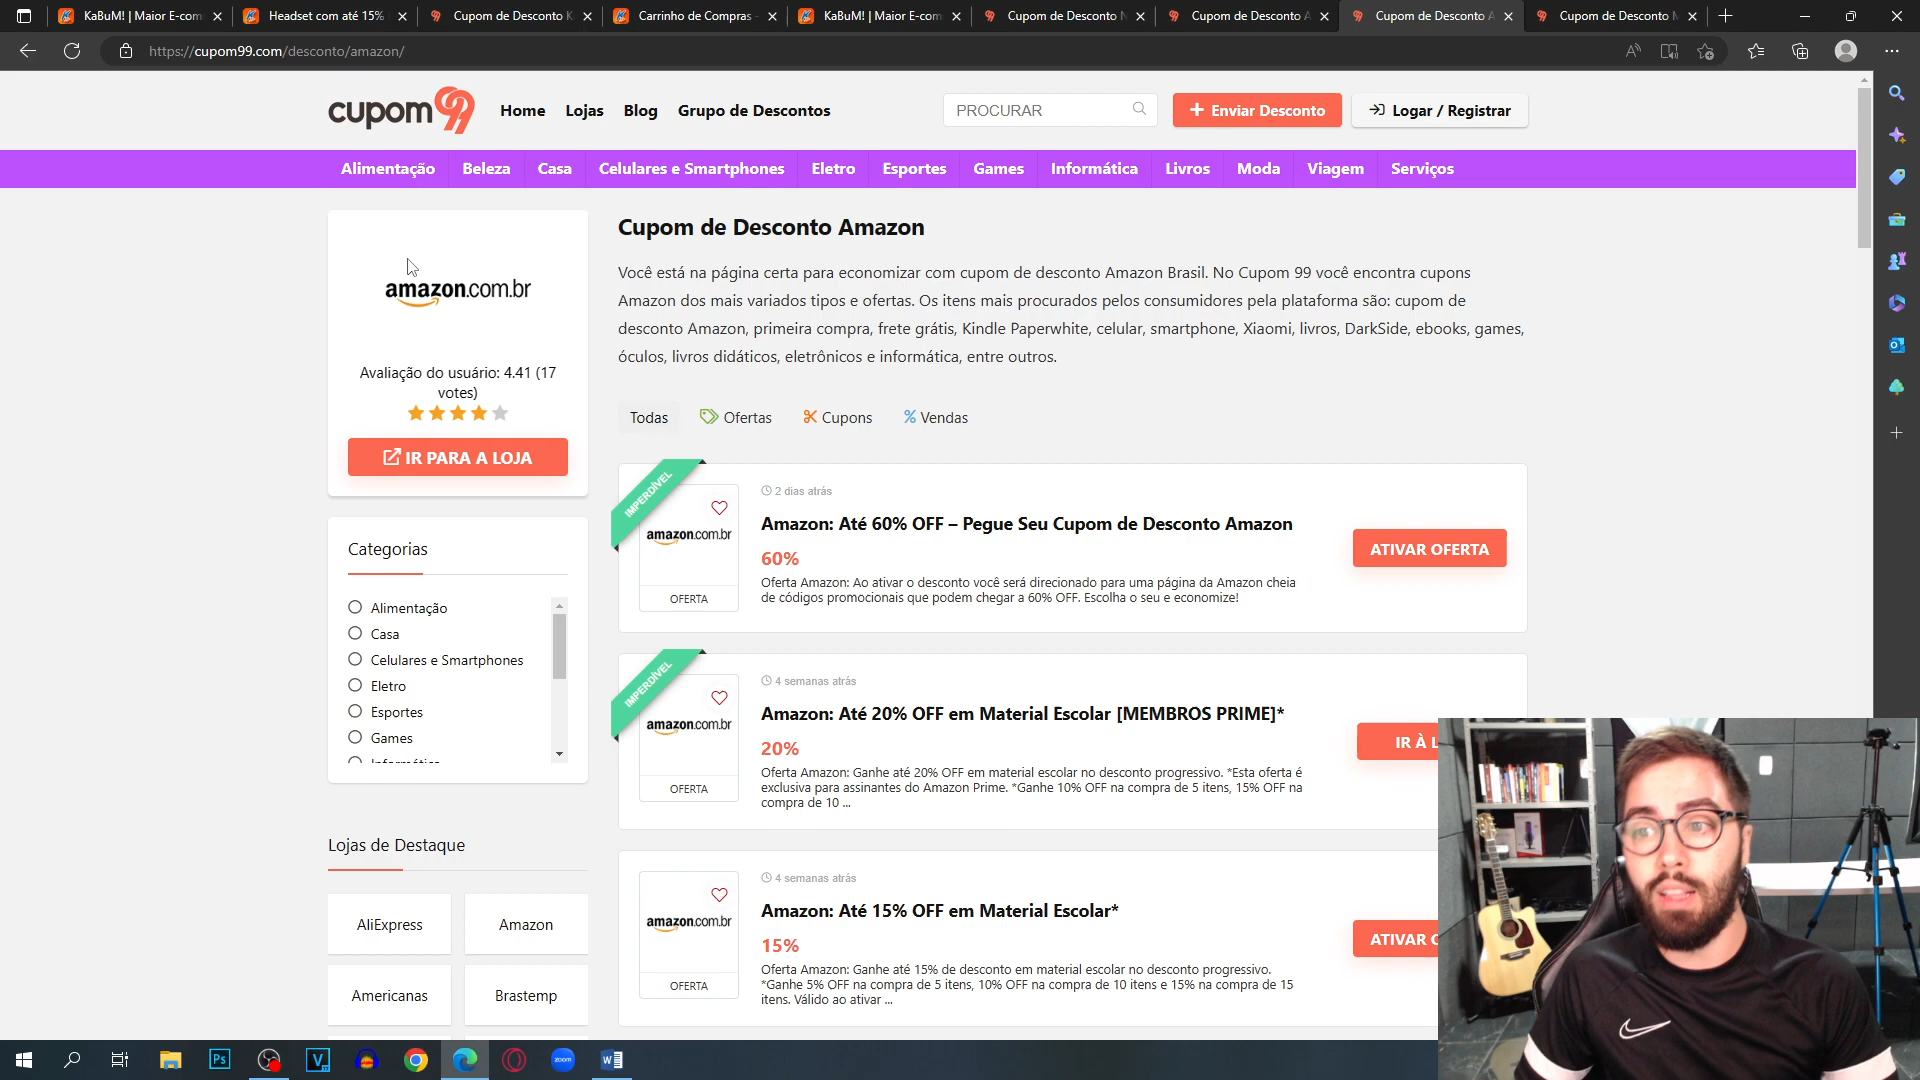 KaBuM! | Maior E-com
Headset com até 15%
Cupom de Desconto K
Carrinho de Compras -
KaBuM! | Maior E-com
Cupom de Desconto N
Cupom de Desconto A
Cupom de Desconto A
Cupom de Desconto
https://cupom99.com/desconto/amazon/
cupom99
Home
Lojas
Blog
Grupo de Descontos
PROCURAR
Enviar Desconto
Logar / Registrar
Alimentação
Beleza
Casa
Celulares e Smartphones
Eletro
Esportes
Games
Informática
Livros
Moda
Viagem
Serviços
amazon.com.br
Avaliação do usuário: 4.41 (17
votes)
IR PARA A LOJA
Categorias
Alimentação
Casa
Celulares e Smartphones
Eletro
Esportes
Games
Informática
Lojas de Destaque
AliExpress
Amazon
Americanas
Brastemp
Cupom de Desconto Amazon
Você está na página certa para economizar com cupom de desconto Amazon Brasil. No Cupom 99 você encontra cupons
Amazon dos mais variados tipos e ofertas. Os itens mais procurados pelos consumidores pela plataforma são: cupom de
desconto Amazon, primeira compra, frete grátis, Kindle Paperwhite, celular, smartphone, Xiaomi, livros, DarkSide, ebooks, games,
óculos, livros didáticos, eletrônicos e informática, entre outros.
Todas
Ofertas
Cupons
Vendas
IMPERDÍVEL
amazon.com.br
OFERTA
2 dias atrás
Amazon: Até 60% OFF – Pegue Seu Cupom de Desconto Amazon
60%
Oferta Amazon: Ao ativar o desconto você será direcionado para uma página da Amazon cheia
de códigos promocionais que podem chegar a 60% OFF. Escolha o seu e economize!
ATIVAR OFERTA
IMPERDÍVEL
amazon.com.br
OFERTA
4 semanas atrás
Amazon: Até 20% OFF em Material Escolar [MEMBROS PRIME]*
20%
Oferta Amazon: Ganhe até 20% OFF em material escolar no desconto progressivo. *Esta oferta é
exclusiva para assinantes do Amazon Prime. *Ganhe 10% OFF na compra de 5 itens, 15% OFF na
compra de 10 ...
IR À L
amazon.com.br
OFERTA
4 semanas atrás
Amazon: Até 15% OFF em Material Escolar*
15%
Oferta Amazon: Ganhe até 15% de desconto em material escolar no desconto progressivo.
*Ganhe 5% OFF na compra de 5 itens, 10% OFF na compra de 10 itens e 15% na compra de 15
itens. Válido ao ativar ...
ATIVAR
Ps
V
zoom
W